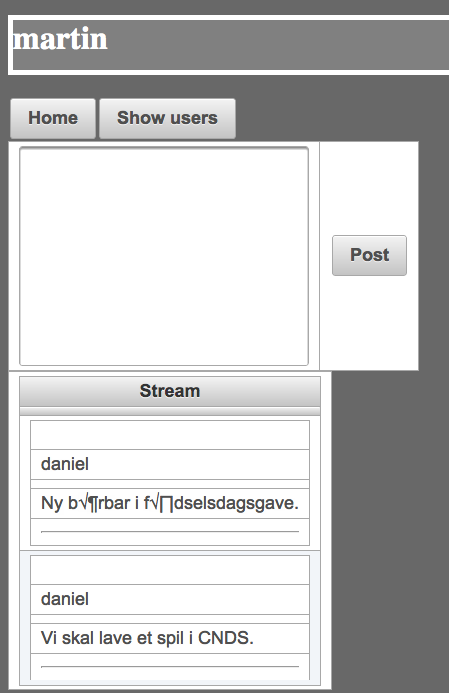 martin
Home Show users
Post
Stream
daniel
Ny b√¶rbar i f√∏dselsdagsgave.
daniel
Vi skal lave et spil i CNDS.